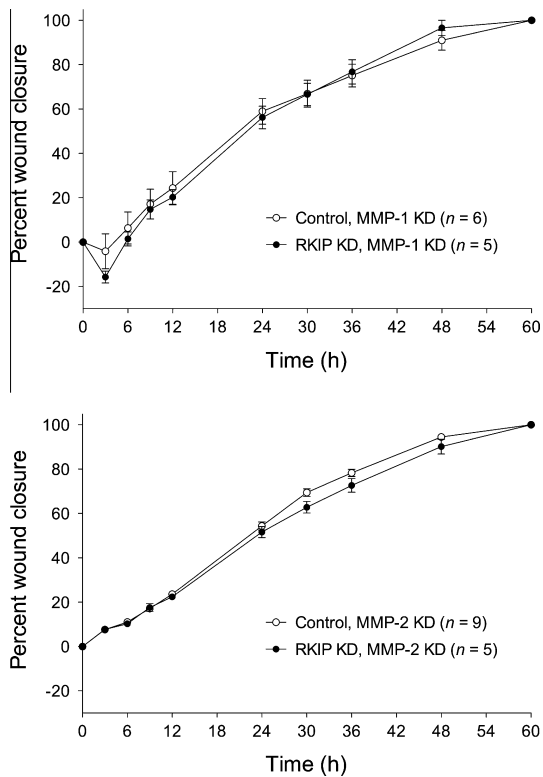 100
80
60
40
20
0
-20
Percent wound closure
Control, MMP-1 KD (n = 6)
RKIP KD, MMP-1 KD (n = 5)
0 6 12 24 30 36 42 48 54 60
Time (h)
100
80
60
40
20
0
-20
Percent wound closure
Control, MMP-2 KD (n = 9)
RKIP KD, MMP-2 KD (n = 5)
0 6 12 24 30 36 42 48 54 60
Time (h)